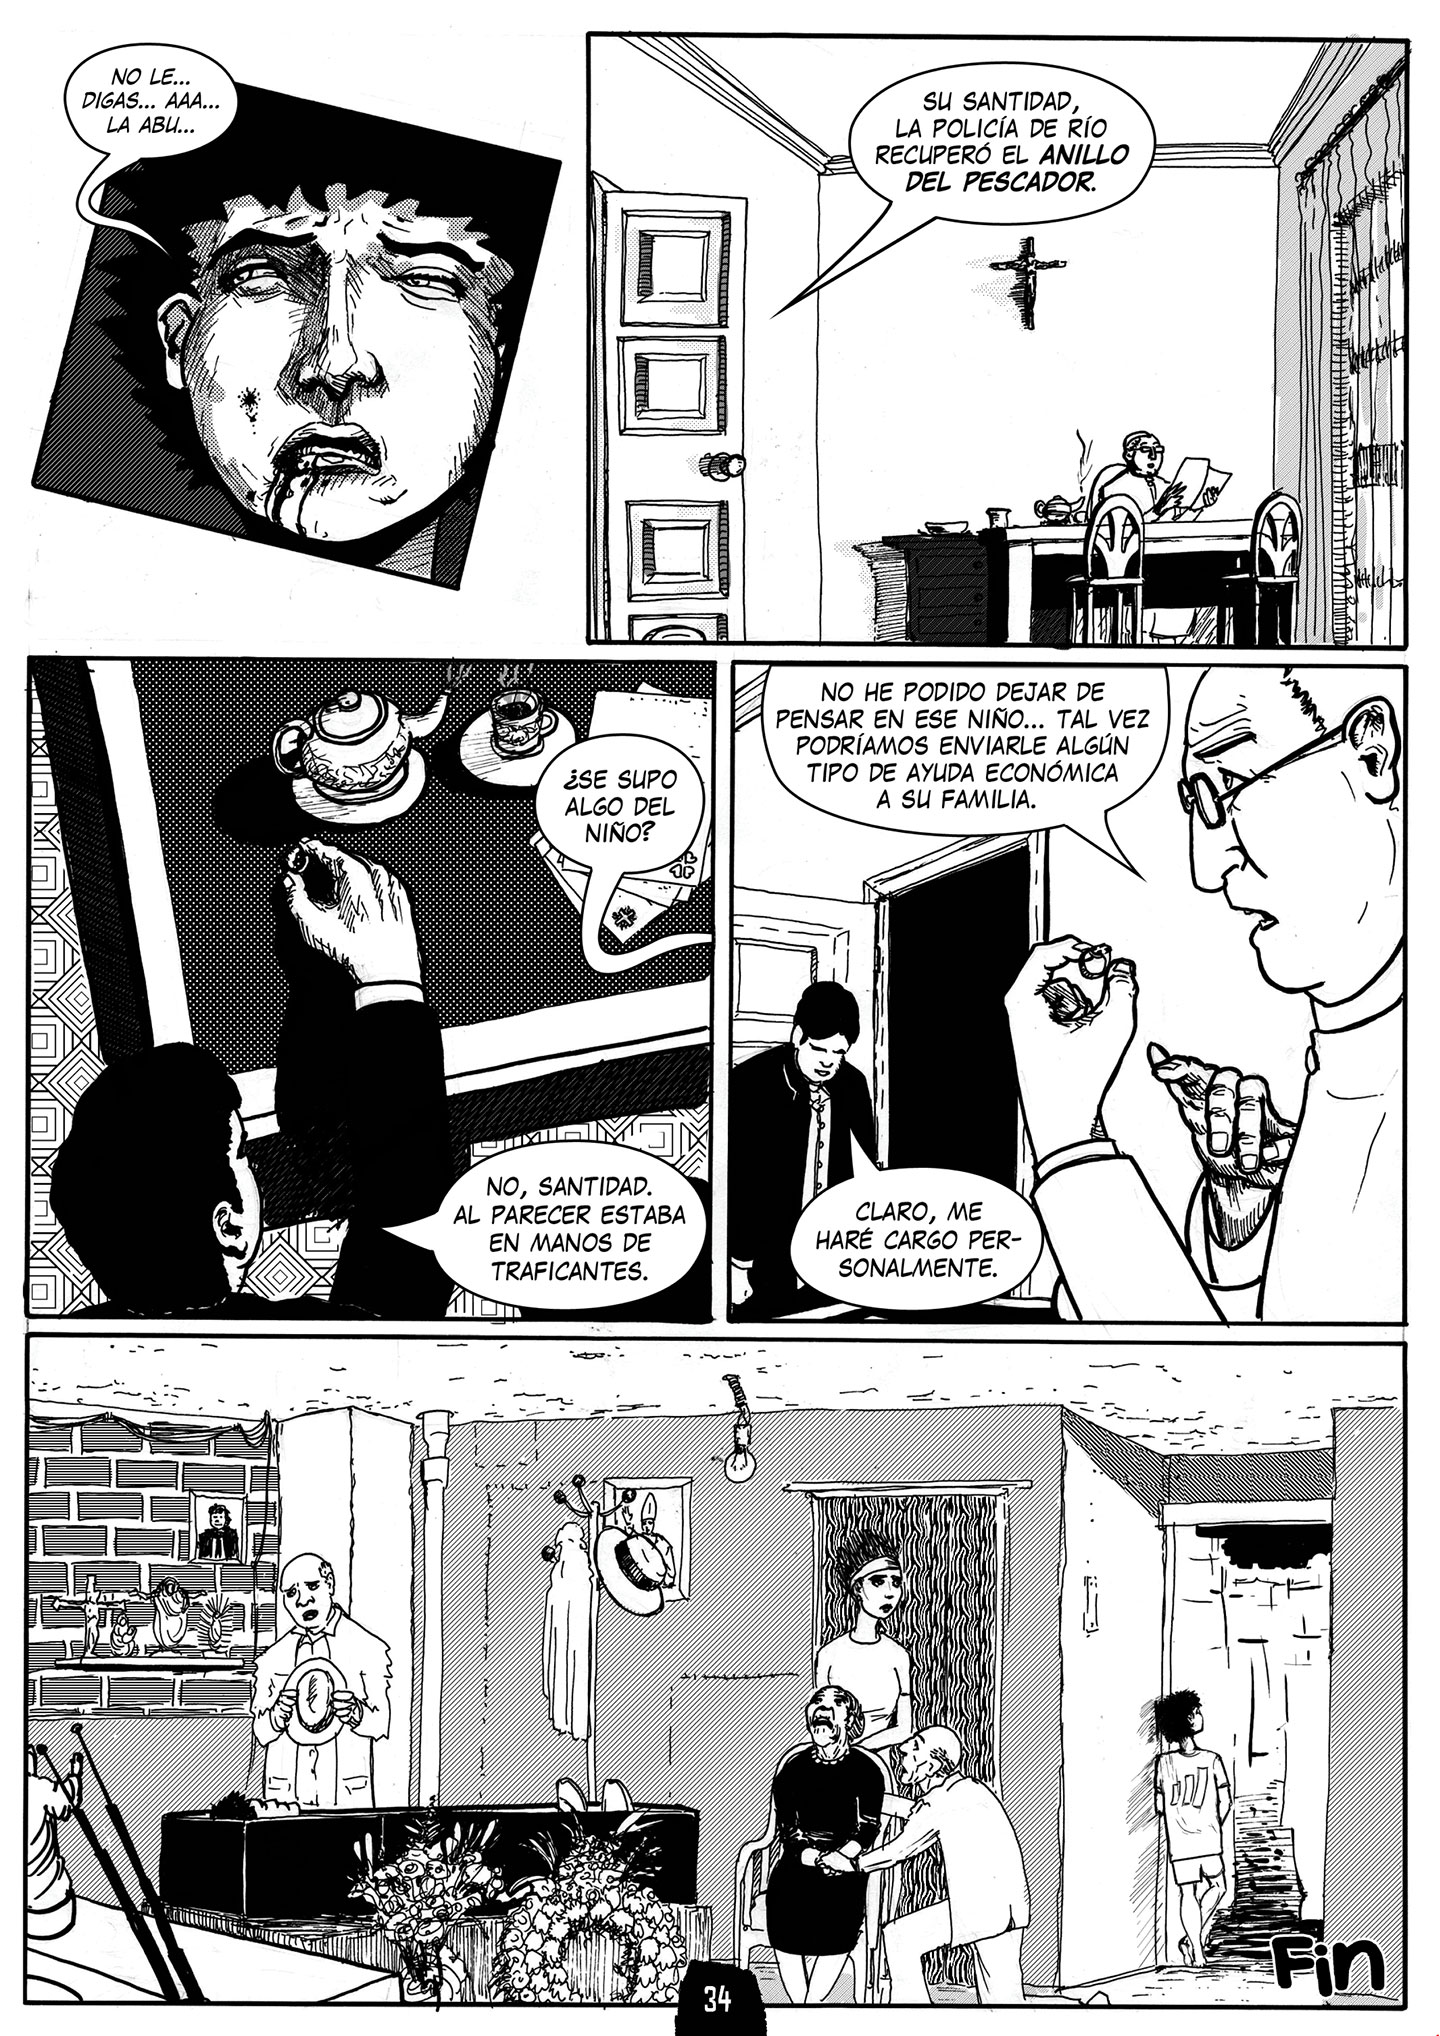 NO LE...
DIGAS... AAA...
LA ABU...
SU SANTIDAD,
LA POLICÍA DE RÍO
RECUPERÓ EL ANILLO
DEL PESCADOR.
¿SE SUPO
ALGO DEL
NIÑO?
NO, SANTIDAD.
AL PARECER ESTABA
EN MANOS DE
TRAFICANTES.
NO HE PODIDO DEJAR DE
PENSAR EN ESE NIÑO... TAL VEZ
PODRÍAMOS ENVIARLE ALGÚN
TIPO DE AYUDA ECONÓMICA
A SU FAMILIA.
CLARO, ME
HARÉ CARGO PER-
SONALMENTE.
Fin
34